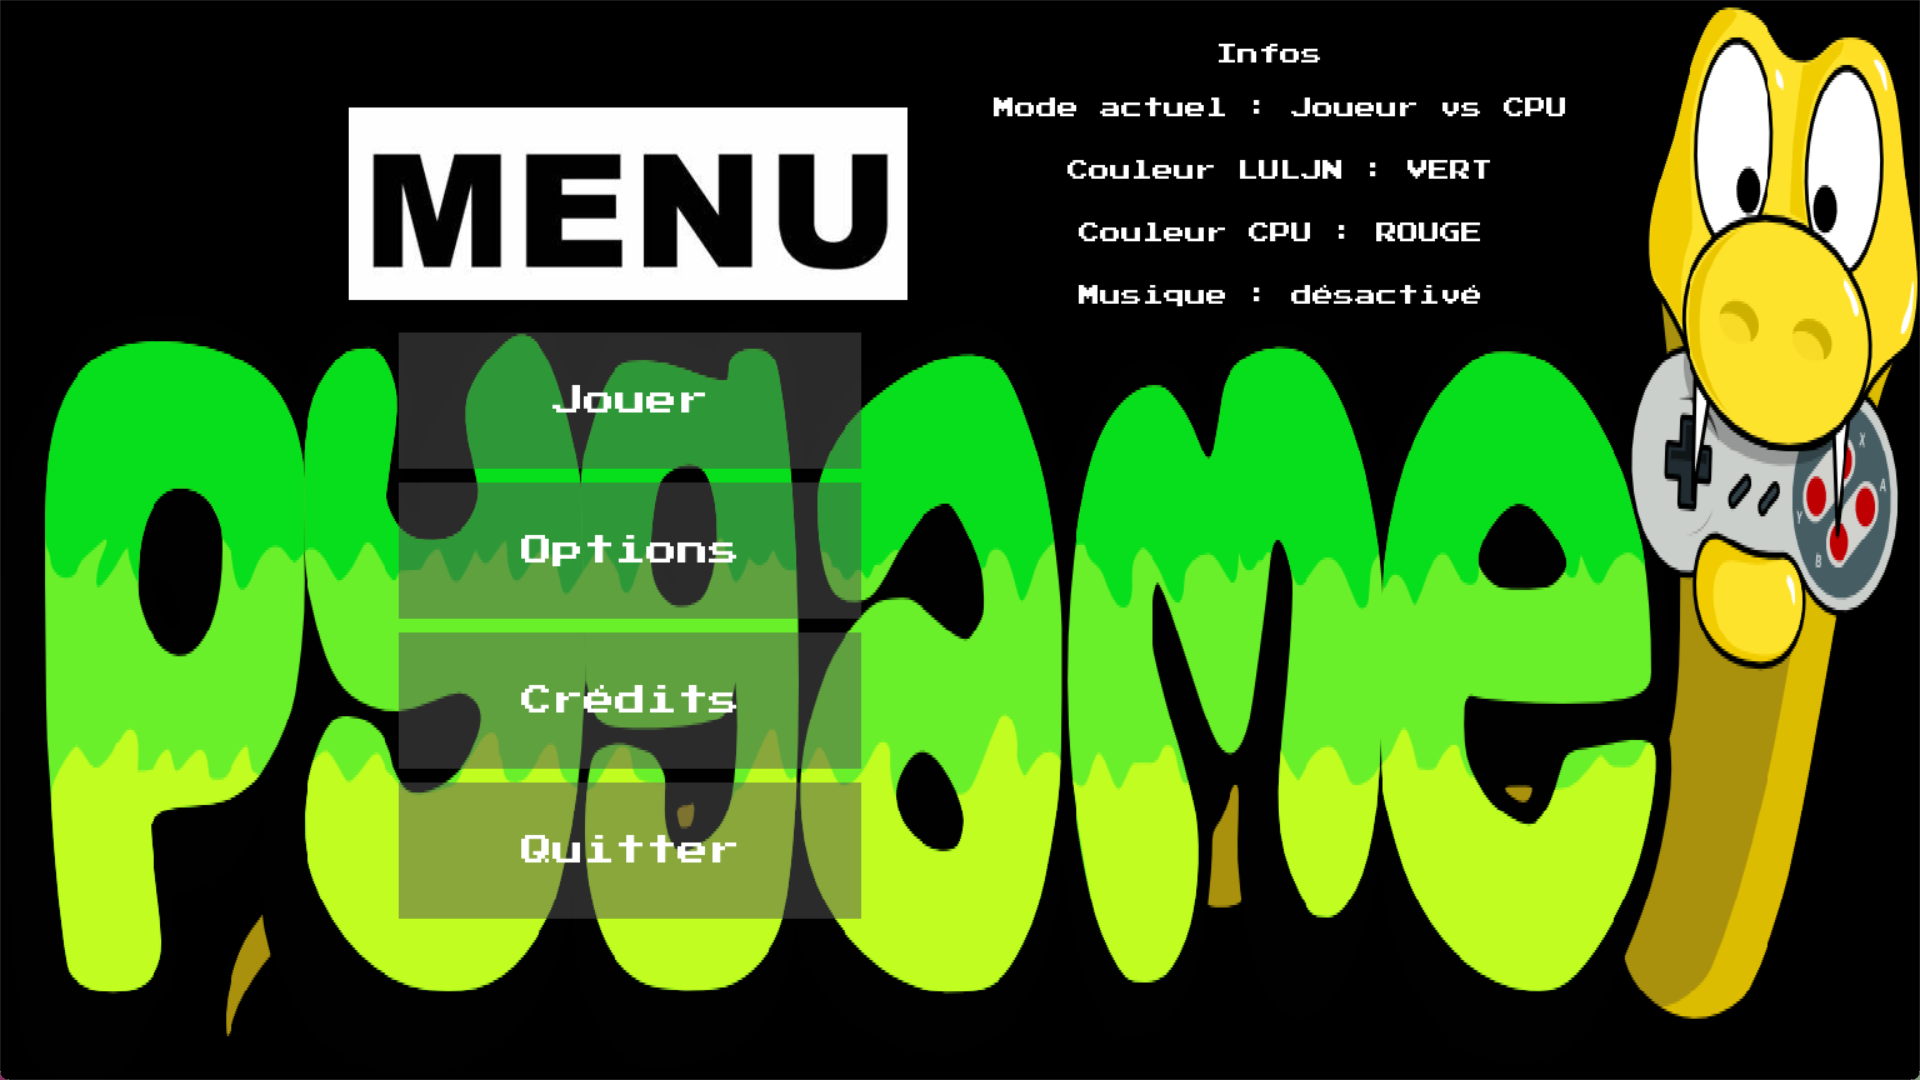 MENU
Infos
Mode actuel : Joueur vs CPU
Couleur LULJN : VERT
Couleur CPU : ROUGE
Musique : désactivé
Jouer
Options
Crédits
Quitter
pygame
X
A
Y
B